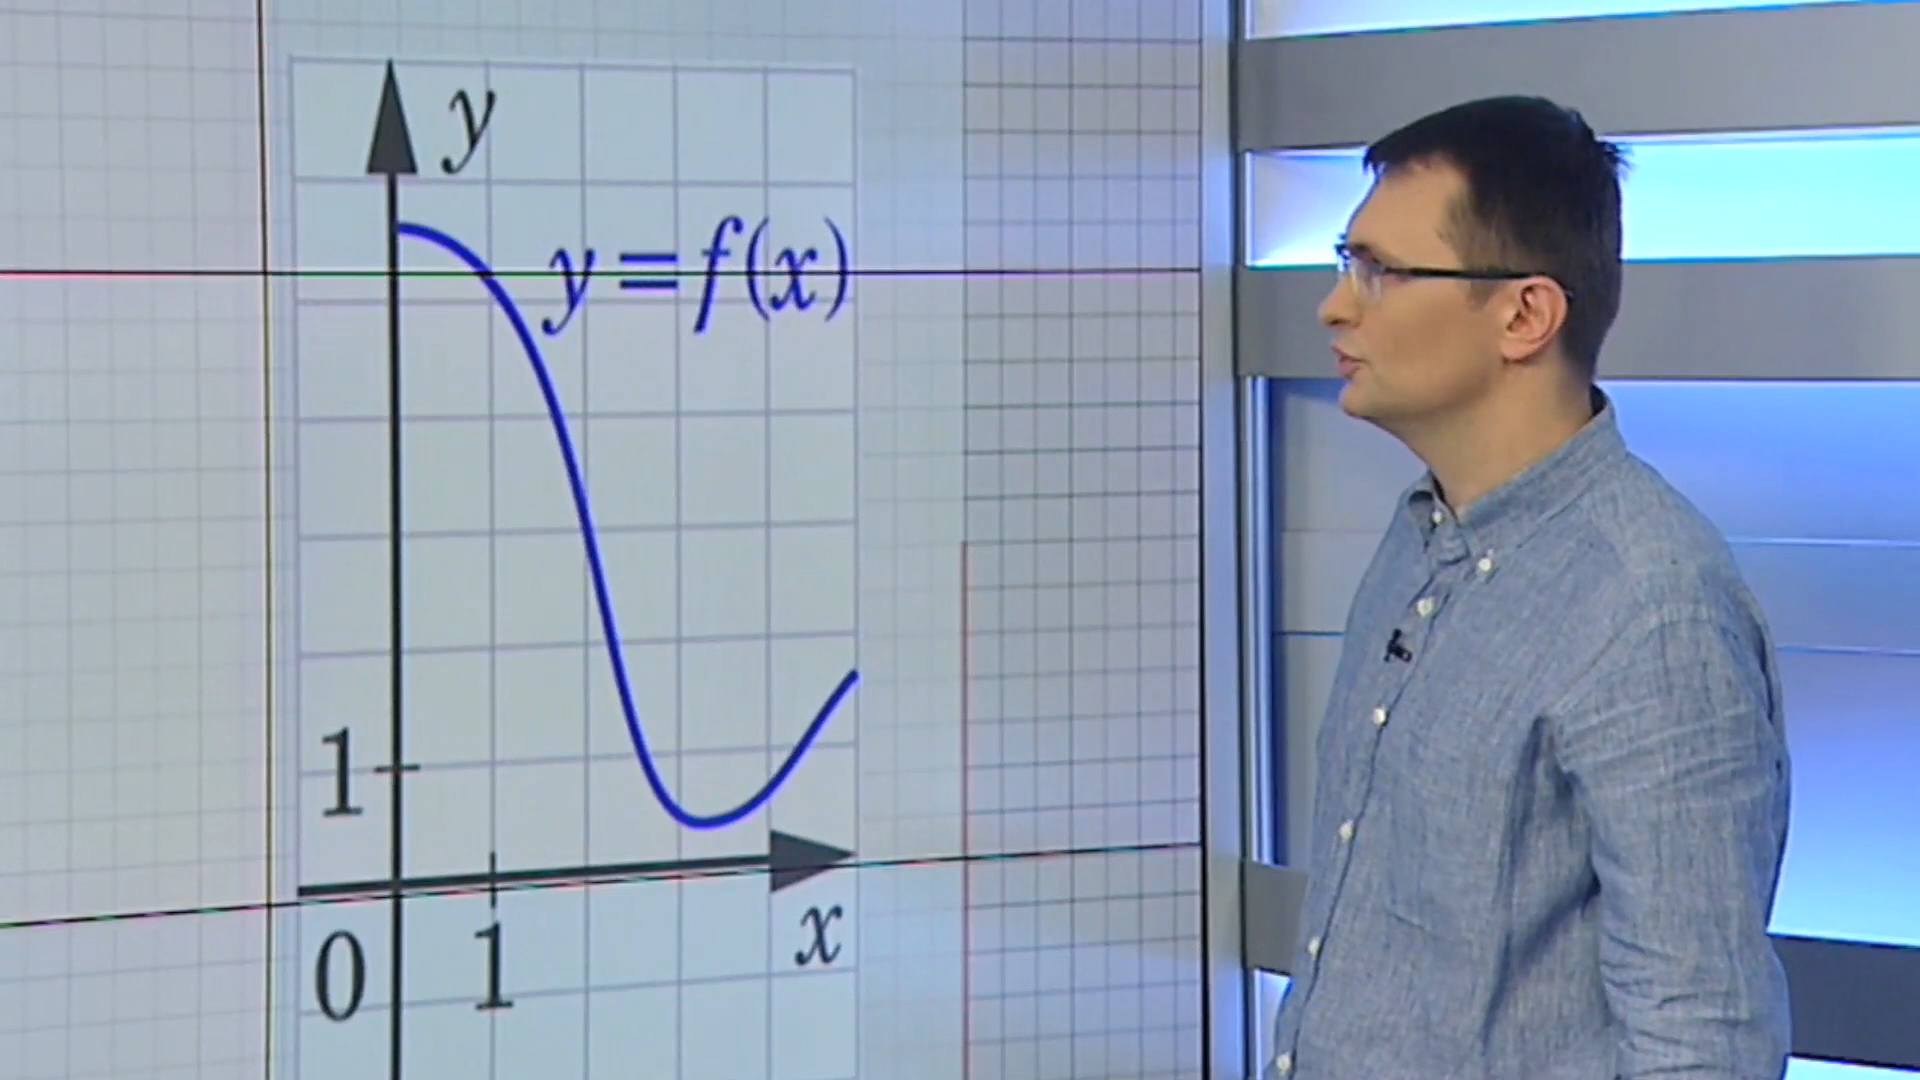 y
y = f(x)
1
x
0
1